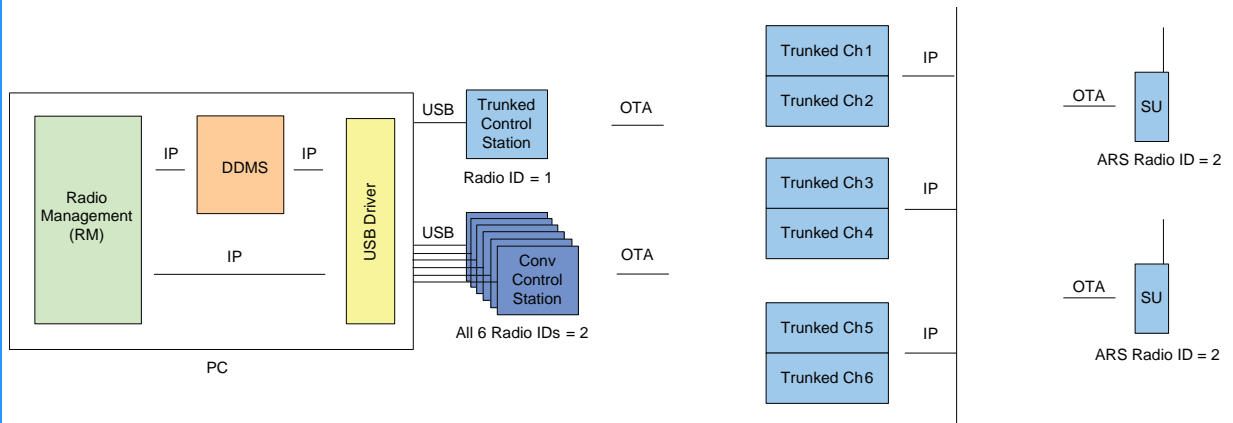 Radio
Management
(RM)
IP
DDMS
IP
IP
USB Driver
PC
USB
Trunked
Control
Station
Radio ID = 1
USB
Conv
Control
Station
All 6 Radio IDs = 2
OTA
OTA
Trunked Ch1
Trunked Ch2
IP
Trunked Ch3
Trunked Ch4
IP
Trunked Ch5
Trunked Ch6
IP
OTA
SU
ARS Radio ID = 2
OTA
SU
ARS Radio ID = 2